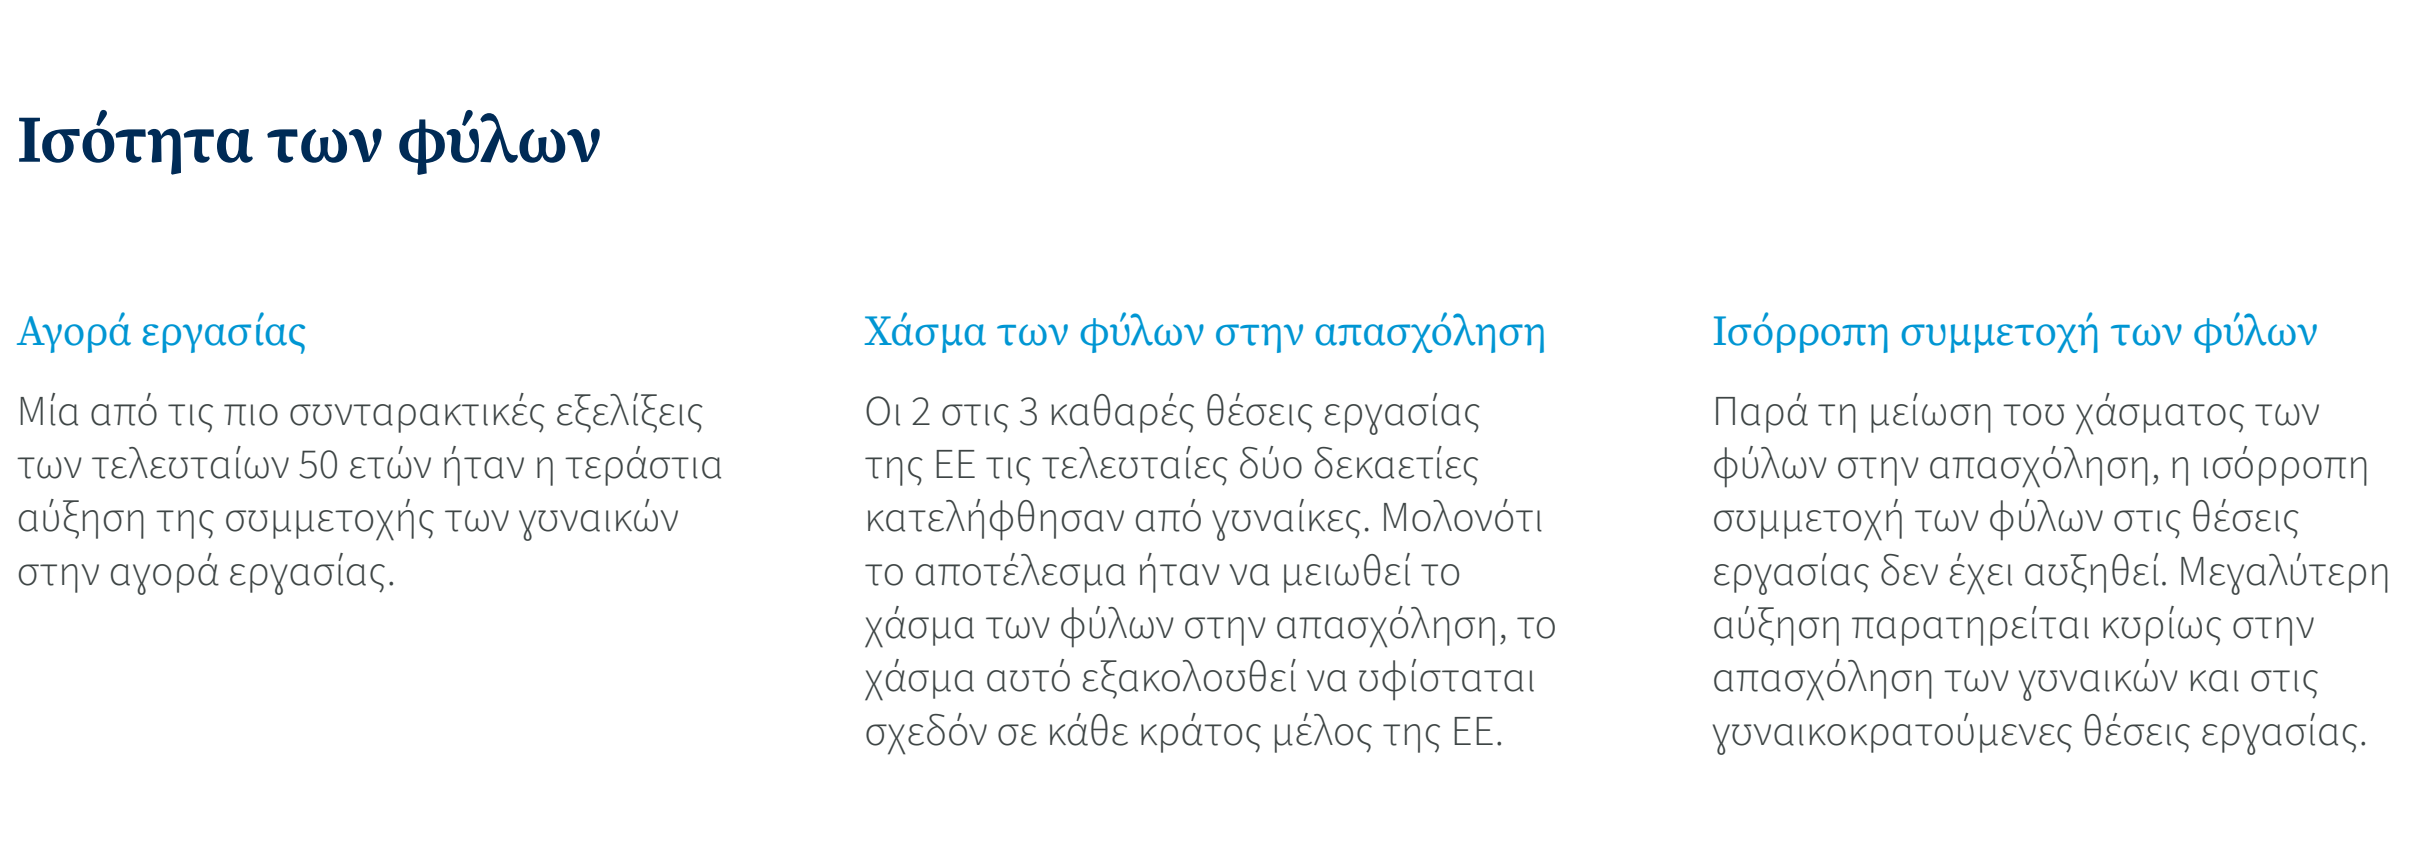 Ισότητα των φύλων
Αγορά εργασίας
Μία από τις πιο συνταρακτικές εξελίξεις
των τελευταίων 50 ετών ήταν η τεράστια
αύξηση της συμμετοχής των γυναικών
στην αγορά εργασίας.
Χάσμα των φύλων στην απασχόληση
Οι 2 στις 3 καθαρές θέσεις εργασίας
της ΕΕ τις τελευταίες δύο δεκαετίες
κατελήφθησαν από γυναίκες. Μολονότι
το αποτέλεσμα ήταν να μειωθεί το
χάσμα των φύλων στην απασχόληση, το
χάσμα αυτό εξακολουθεί να υφίσταται
σχεδόν σε κάθε κράτος μέλος της ΕΕ.
Ισόρροπη συμμετοχή των φύλων
Παρά τη μείωση του χάσματος των
φύλων στην απασχόληση, η ισόρροπη
συμμετοχή των φύλων στις θέσεις
εργασίας δεν έχει αυξηθεί. Μεγαλύτερη
αύξηση παρατηρείται κυρίως στην
απασχόληση των γυναικών και στις
γυναικοκρατούμενες θέσεις εργασίας.